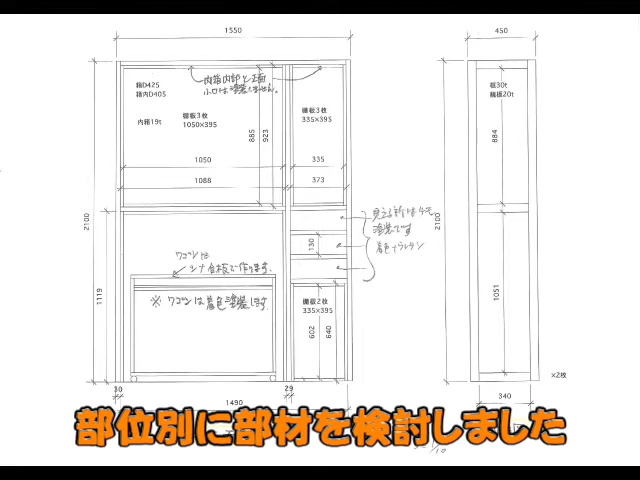 1550
450
箱D425
箱内D405
内箱19t
棚板3枚
1050×395
内箱内部と正面
小口は塗装しません。
棚板3枚
335×395
885
923
1050
335
1088
373
框30t
鏡板20t
884
2100
2100
見える所は
塗装です
着色ウレタン
130
ワゴンは
シナ合板で作ります。
※ ワゴンは着色塗装します。
1119
棚板2枚
335×395
602
640
1051
×2枚
30
29
1490
340
部位別に部材を検討しました